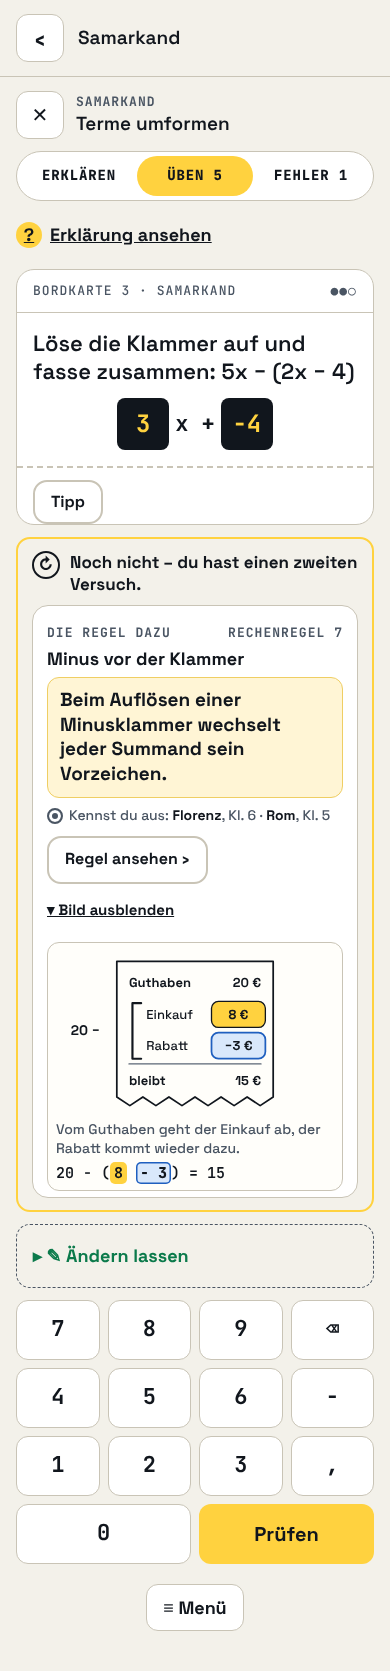 <
Samarkand
✕
SAMARKAND
Terme umformen
ERKLÄREN ÜBEN 5 FEHLER 1
? Erklärung ansehen
BORDKARTE 3 · SAMARKAND ●●○
Löse die Klammer auf und
fasse zusammen: 5x − (2x − 4)
3 x + -4
Tipp
↻ Noch nicht – du hast einen zweiten
Versuch.
DIE REGEL DAZU RECHENREGEL 7
Minus vor der Klammer
Beim Auflösen einer
Minusklammer wechselt
jeder Summand sein
Vorzeichen.
Kennst du aus: Florenz, Kl. 6 · Rom, Kl. 5
Regel ansehen >
▾ Bild ausblenden
Guthaben 20 €
20 −
Einkauf 8 €
Rabatt −3 €
bleibt 15 €
Vom Guthaben geht der Einkauf ab, der
Rabatt kommt wieder dazu.
20 - (8 - 3) = 15
▸ ✎ Ändern lassen
7 8 9 ⌫
4 5 6 -
1 2 3 ,
0 Prüfen
≡ Menü